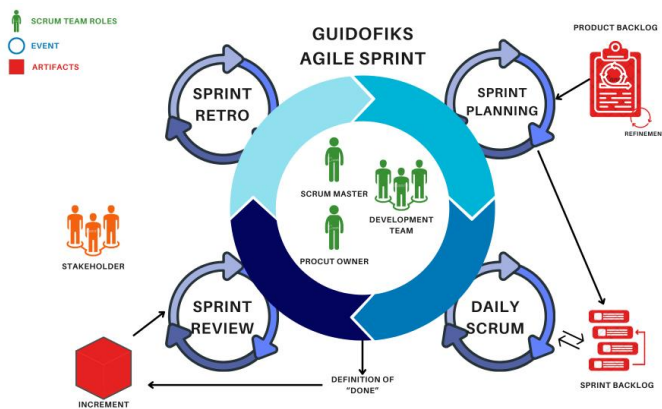 SCRUM TEAM ROLES
EVENT
ARTIFACTS
GUIDOFIKS
AGILE SPRINT
PRODUCT BACKLOG
REFINEMEN
SPRINT
RETRO
SPRINT
PLANNING
SCRUM MASTER
DEVELOPMENT
TEAM
PROCUT OWNER
STAKEHOLDER
SPRINT
REVIEW
DAILY
SCRUM
INCREMENT
DEFINITION OF
“DONE”
SPRINT BACKLOG